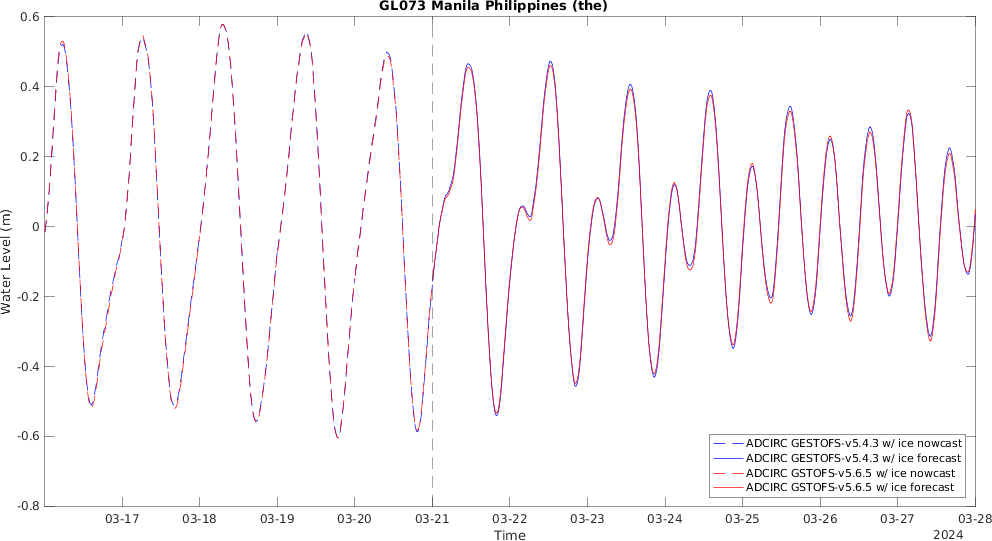 GL073 Manila Philippines (the)
0.6
0.4
0.2
0
-0.2
-0.4
-0.6
-0.8
Water Level (m)
ADCIRC GESTOFS-v5.4.3 w/ ice nowcast
ADCIRC GESTOFS-v5.4.3 w/ ice forecast
ADCIRC GSTOFS-v5.6.5 w/ ice nowcast
ADCIRC GSTOFS-v5.6.5 w/ ice forecast
03-17 03-18 03-19 03-20 03-21 03-22 03-23 03-24 03-25 03-26 03-27 03-28
Time
2024